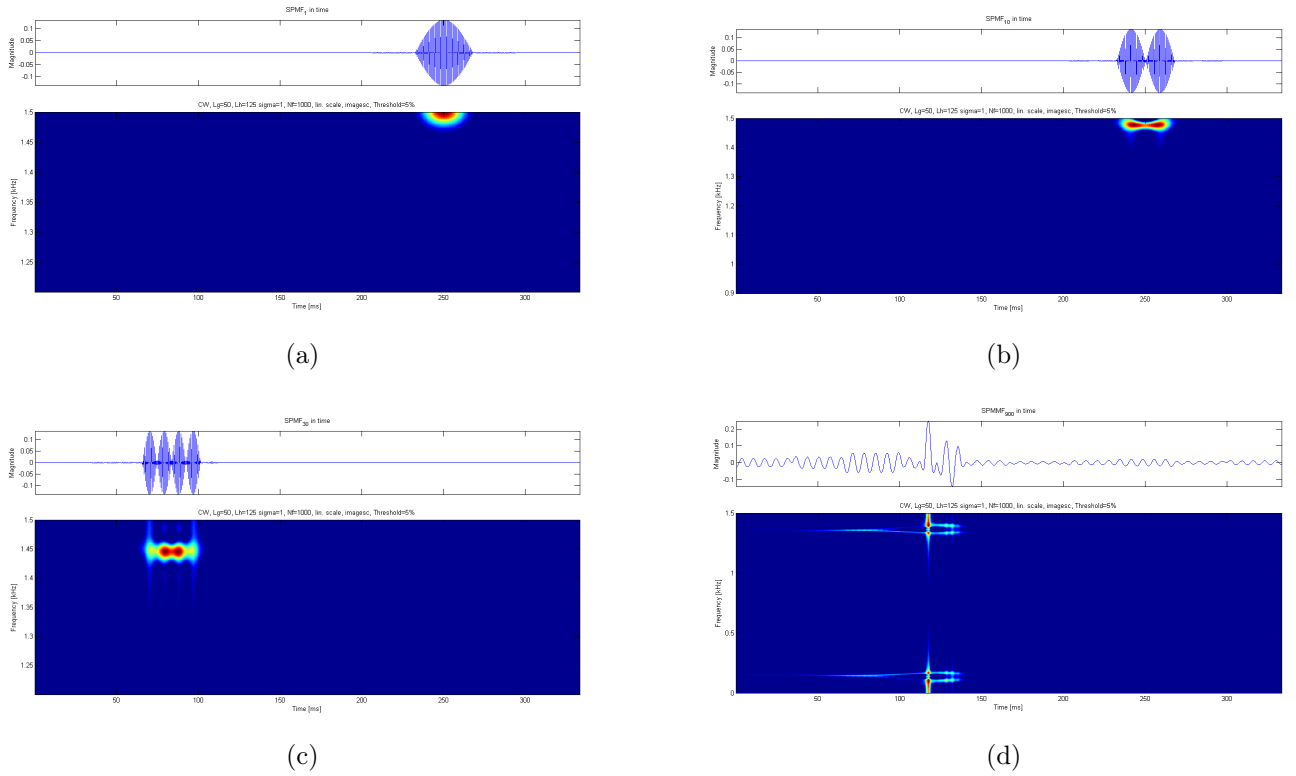 SPMF1 in time
Magnitude
0.1
0.05
0
-0.05
-0.1
CW, Lg=50, Lh=125 sigma=1, Nf=1000, lin. scale, imagesc, Threshold=5%
Frequency [kHz]
1.5
1.45
1.4
1.35
1.3
1.25
50 100 150 200 250 300
Time [ms]
(a)
SPMF10 in time
Magnitude
0.1
0.05
0
-0.05
-0.1
CW, Lg=50, Lh=125 sigma=1, Nf=1000, lin. scale, imagesc, Threshold=5%
Frequency [kHz]
1.5
1.4
1.3
1.2
1.1
1
0.9
50 100 150 200 250 300
Time [ms]
(b)
SPMF30 in time
Magnitude
0.1
0.05
0
-0.05
-0.1
CW, Lg=50, Lh=125 sigma=1, Nf=1000, lin. scale, imagesc, Threshold=5%
Frequency [kHz]
1.5
1.45
1.4
1.35
1.3
1.25
50 100 150 200 250 300
Time [ms]
(c)
SPMMF900 in time
Magnitude
0.2
0.1
0
-0.1
CW, Lg=50, Lh=125 sigma=1, Nf=1000, lin. scale, imagesc, Threshold=5%
Frequency [kHz]
1.5
1
0.5
0
50 100 150 200 250 300
Time [ms]
(d)